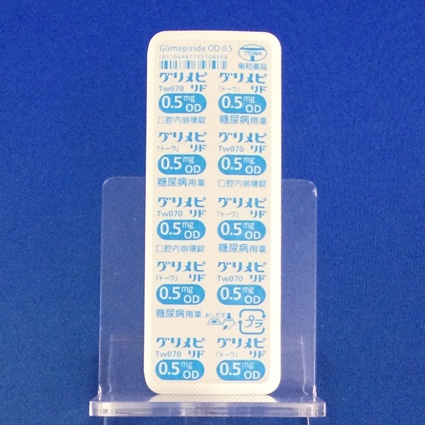 Glimepiride OD 0.5
TOWA
東和薬品
グリメピ グリメピ
Tw070 リド 「トーワ」 リド
0.5mg OD 0.5mg OD
口腔内崩壊錠 糖尿病用薬
グリメピ グリメピ
「トーワ」 リド Tw070 リド
0.5mg OD 0.5mg OD
糖尿病用薬 口腔内崩壊錠
グリメピ グリメピ
Tw070 リド 「トーワ」 リド
0.5mg OD 0.5mg OD
口腔内崩壊錠 糖尿病用薬
グリメピ グリメピ
「トーワ」 リド Tw070 リド
0.5mg OD 0.5mg OD
糖尿病用薬 プラ
グリメピ グリメピ
Tw070 リド 「トーワ」 リド
0.5mg OD 0.5mg OD